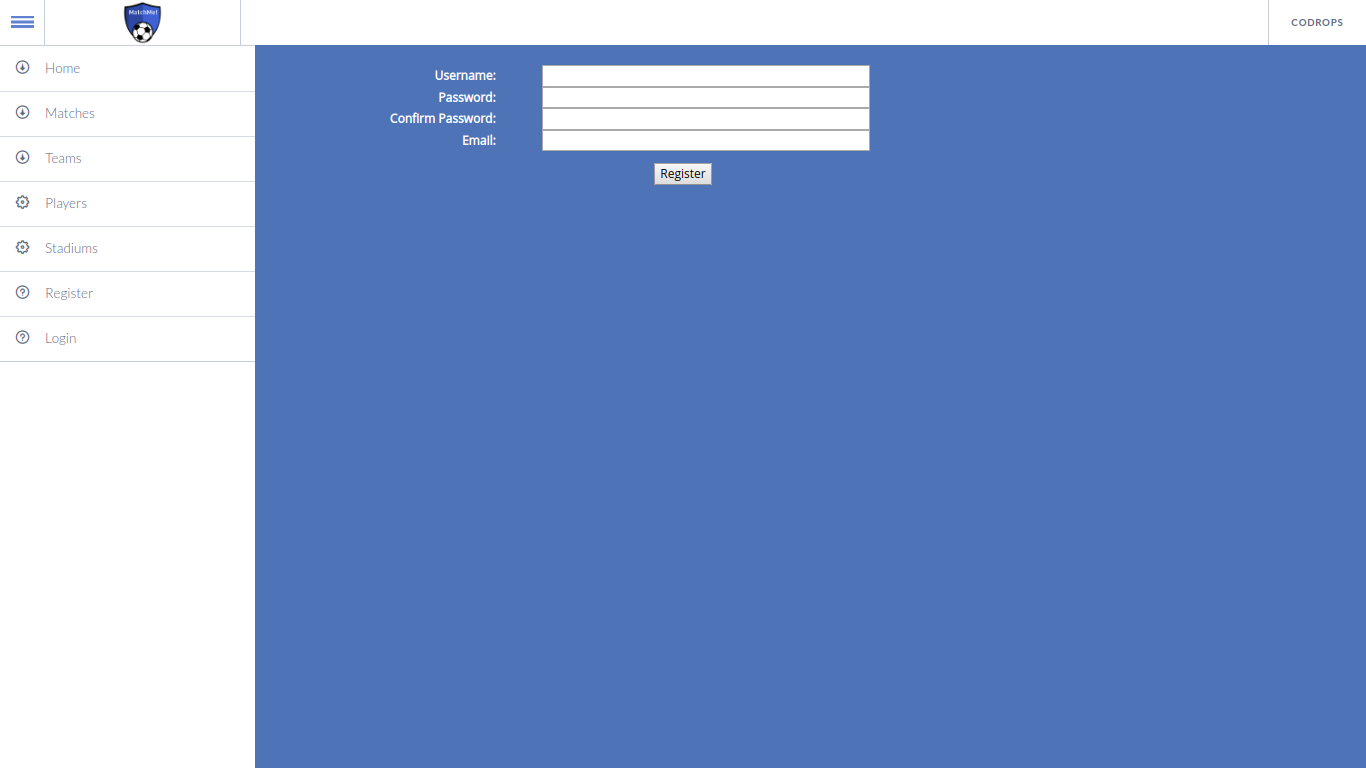 MatchMe!
CODROPS
Home
Matches
Teams
Players
Stadiums
Register
Login
Username:
Password:
Confirm Password:
Email:
Register